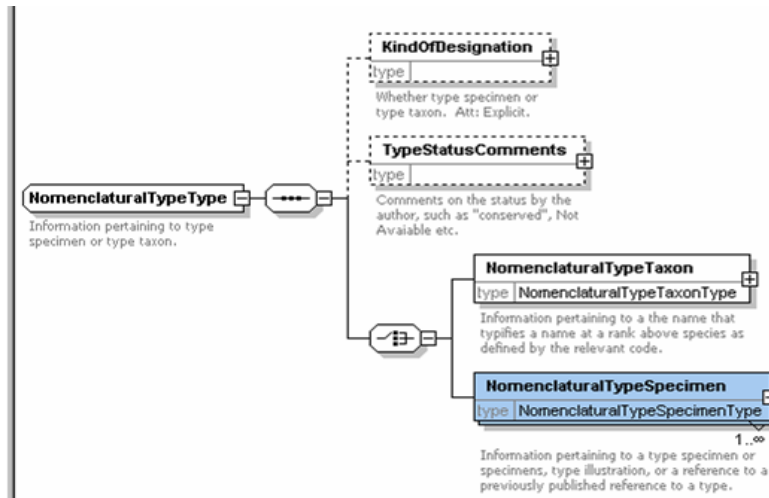 KindOfDesignation
type
Whether type specimen or
type taxon. Att: Explicit.
TypeStatusComments
type
Comments on the status by the
author, such as "conserved", Not
Avaiable etc.
NomenclaturalTypeType
Information pertaining to type
specimen or type taxon.
NomenclaturalTypeTaxon
type NomenclaturalTypeTaxonType
Information pertaining to a the name that
typifies a name at a rank above species as
defined by the relevant code.
NomenclaturalTypeSpecimen
type NomenclaturalTypeSpecimenType
1..∞
Information pertaining to a type specimen or
specimens, type illustration, or a reference to a
previously published reference to a type.